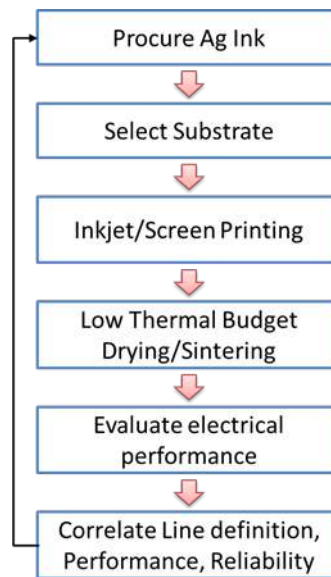 Procure Ag Ink
Select Substrate
Inkjet/Screen Printing
Low Thermal Budget
Drying/Sintering
Evaluate electrical
performance
Correlate Line definition,
Performance, Reliability